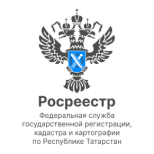 Росреестр
Федеральная служба
государственной регистрации,
кадастра и картографии
по Республике Татарстан